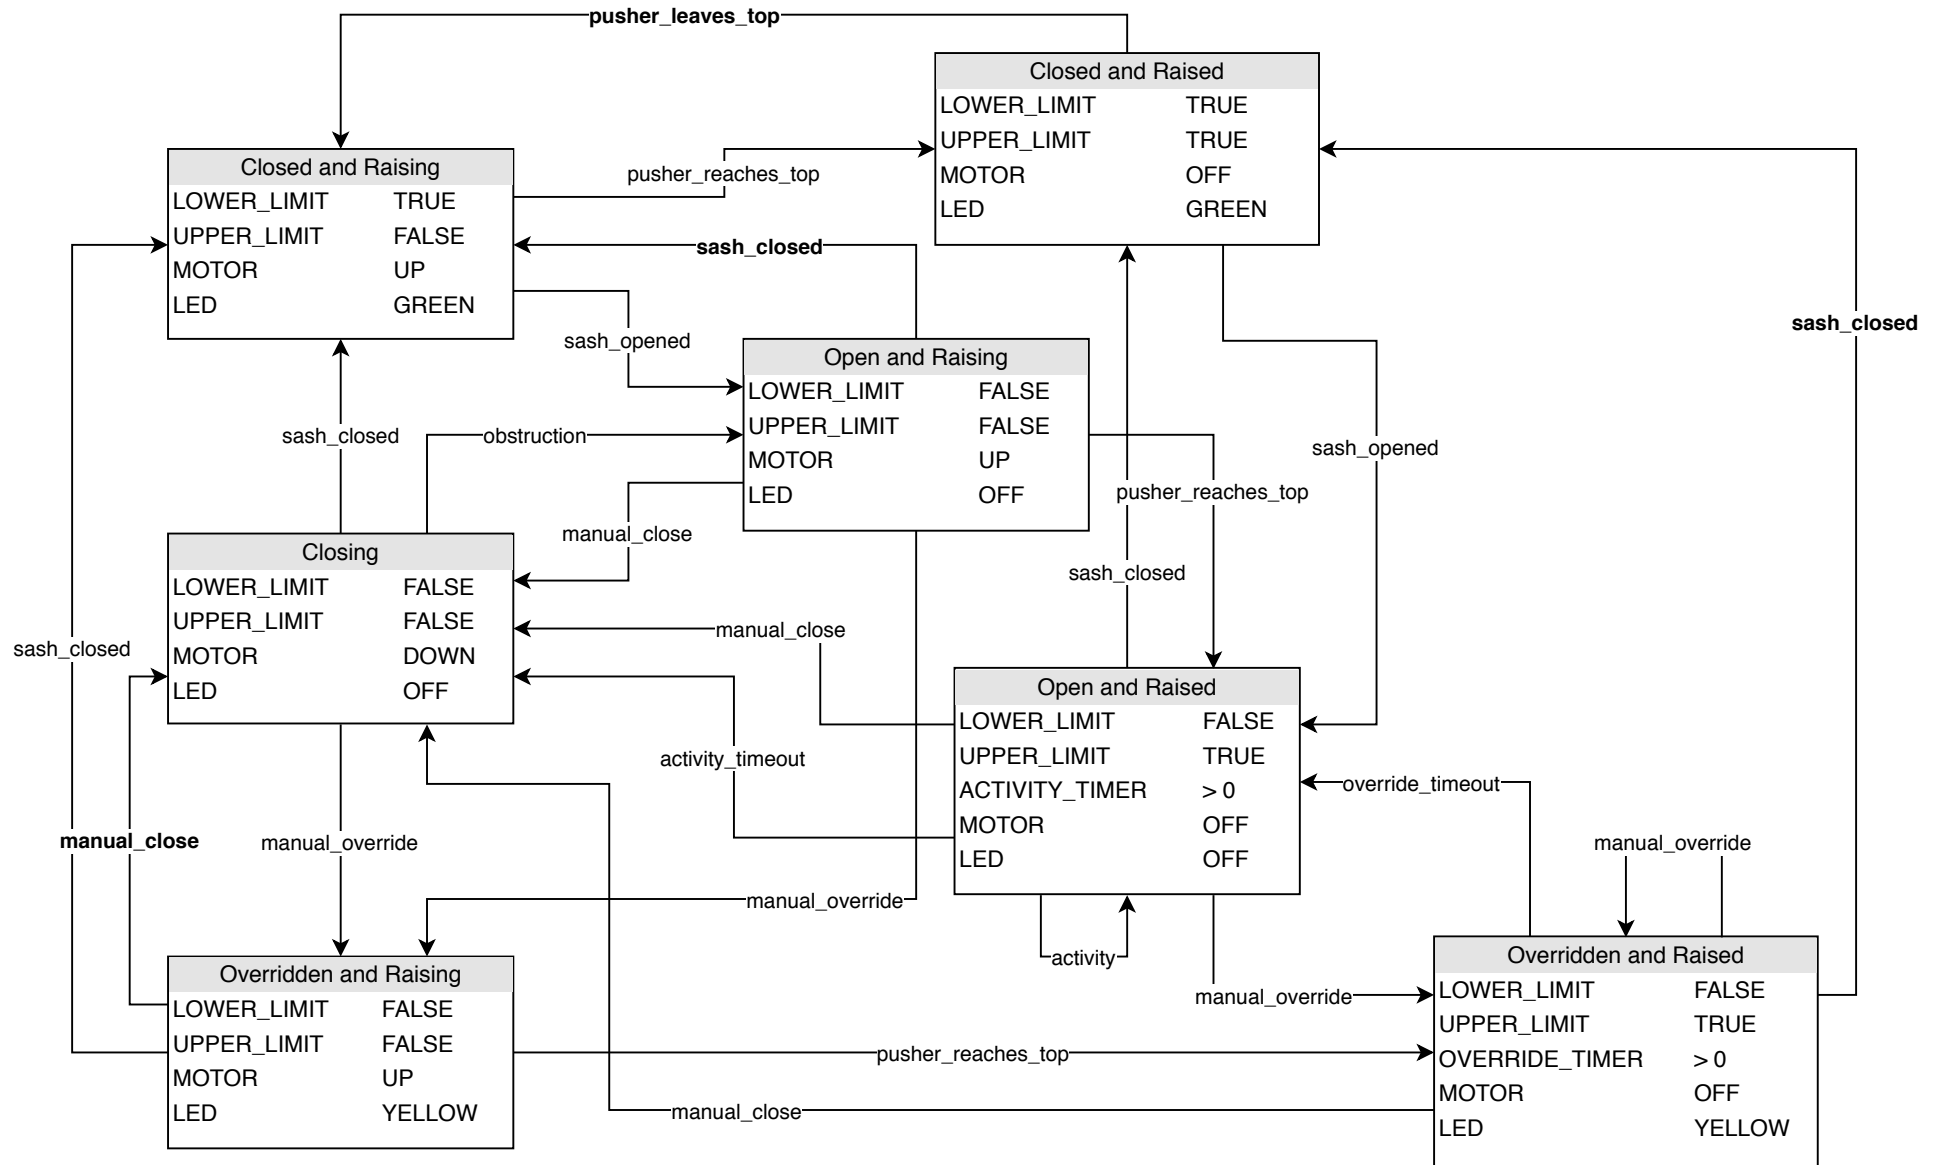 pusher_leaves_top
Closed and Raised
LOWER_LIMIT TRUE
UPPER_LIMIT TRUE
MOTOR OFF
LED GREEN
Closed and Raising
LOWER_LIMIT TRUE
UPPER_LIMIT FALSE
MOTOR UP
LED GREEN
pusher_reaches_top
sash_closed
sash_opened
sash_closed
Open and Raising
LOWER_LIMIT FALSE
UPPER_LIMIT FALSE
MOTOR UP
LED OFF
sash_closed
obstruction
sash_opened
pusher_reaches_top
manual_close
sash_closed
Closing
LOWER_LIMIT FALSE
UPPER_LIMIT FALSE
MOTOR DOWN
LED OFF
manual_close
sash_closed
Open and Raised
LOWER_LIMIT FALSE
UPPER_LIMIT TRUE
ACTIVITY_TIMER > 0
MOTOR OFF
LED OFF
activity_timeout
override_timeout
manual_close
manual_override
manual_override
manual_override
activity
manual_override
Overridden and Raising
LOWER_LIMIT FALSE
UPPER_LIMIT FALSE
MOTOR UP
LED YELLOW
pusher_reaches_top
manual_close
Overridden and Raised
LOWER_LIMIT FALSE
UPPER_LIMIT TRUE
OVERRIDE_TIMER > 0
MOTOR OFF
LED YELLOW